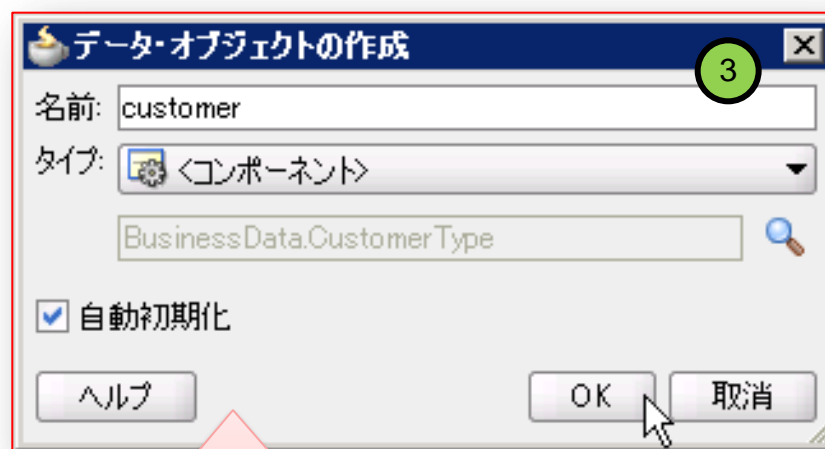 データ・オブジェクトの作成
3
名前: customer
タイプ: <コンポーネント>
BusinessData.CustomerType
自動初期化
ヘルプ OK 取消